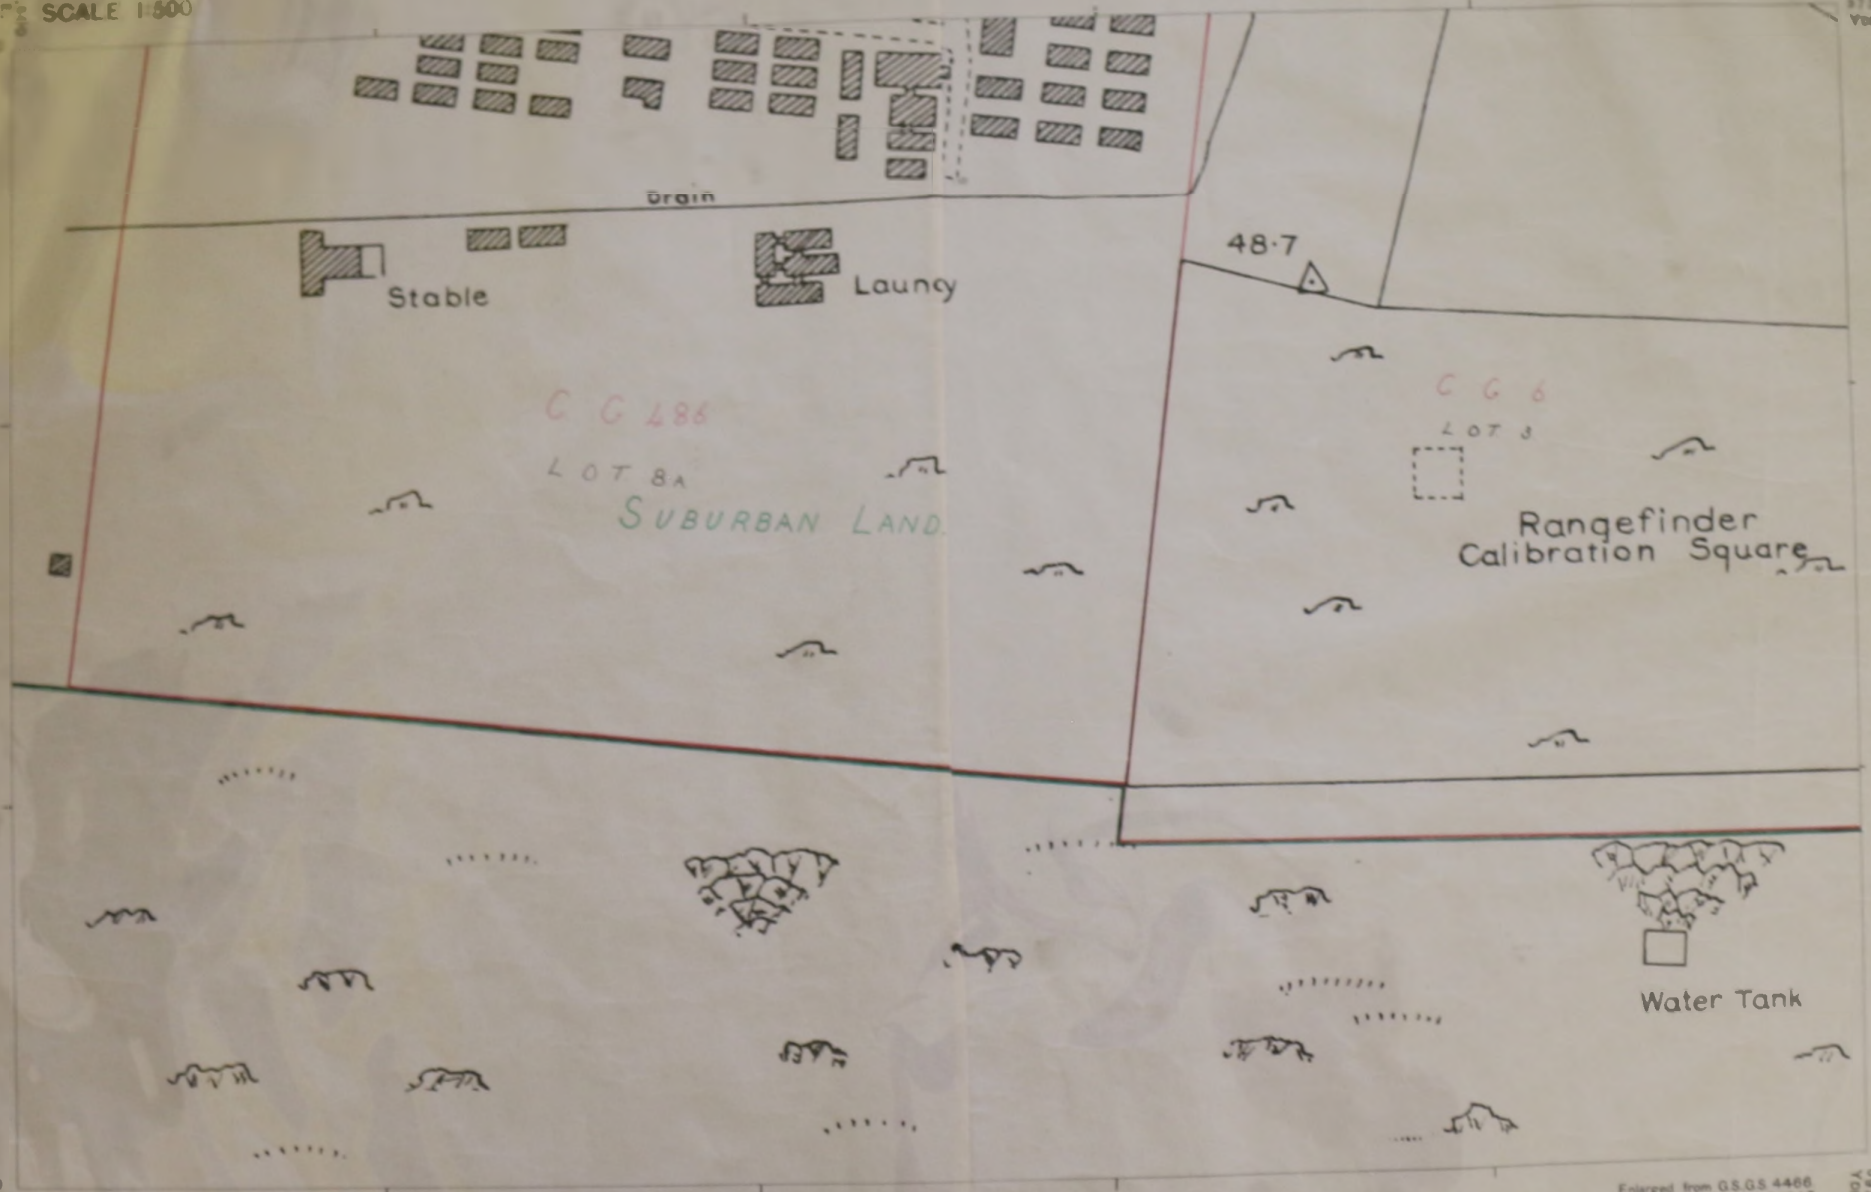 SCALE 1:500
Drain
48·7
Stable
Launcy
C G 6
LOT 3
C G 486
LOT 8A
SUBURBAN LAND.
Rangefinder
Calibration Square
Water Tank
Enlarged from G.S.G.S. 4466